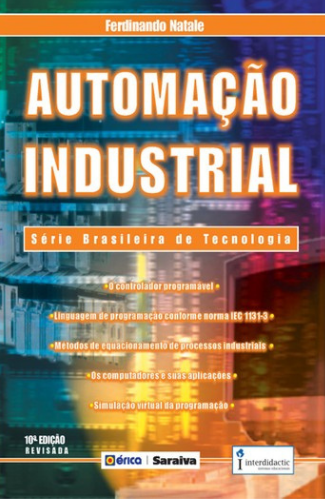 Ferdinando Natale
AUTOMAÇÃO
INDUSTRIAL
Série Brasileira de Tecnologia
• O controlador programável •
• Linguagem de programação conforme norma IEC 1131-3 •
• Métodos de equacionamento de processos industriais •
• Os computadores e suas aplicações •
• Simulação virtual da programação •
10ª EDIÇÃO
REVISADA
érica | Saraiva
interdidactic